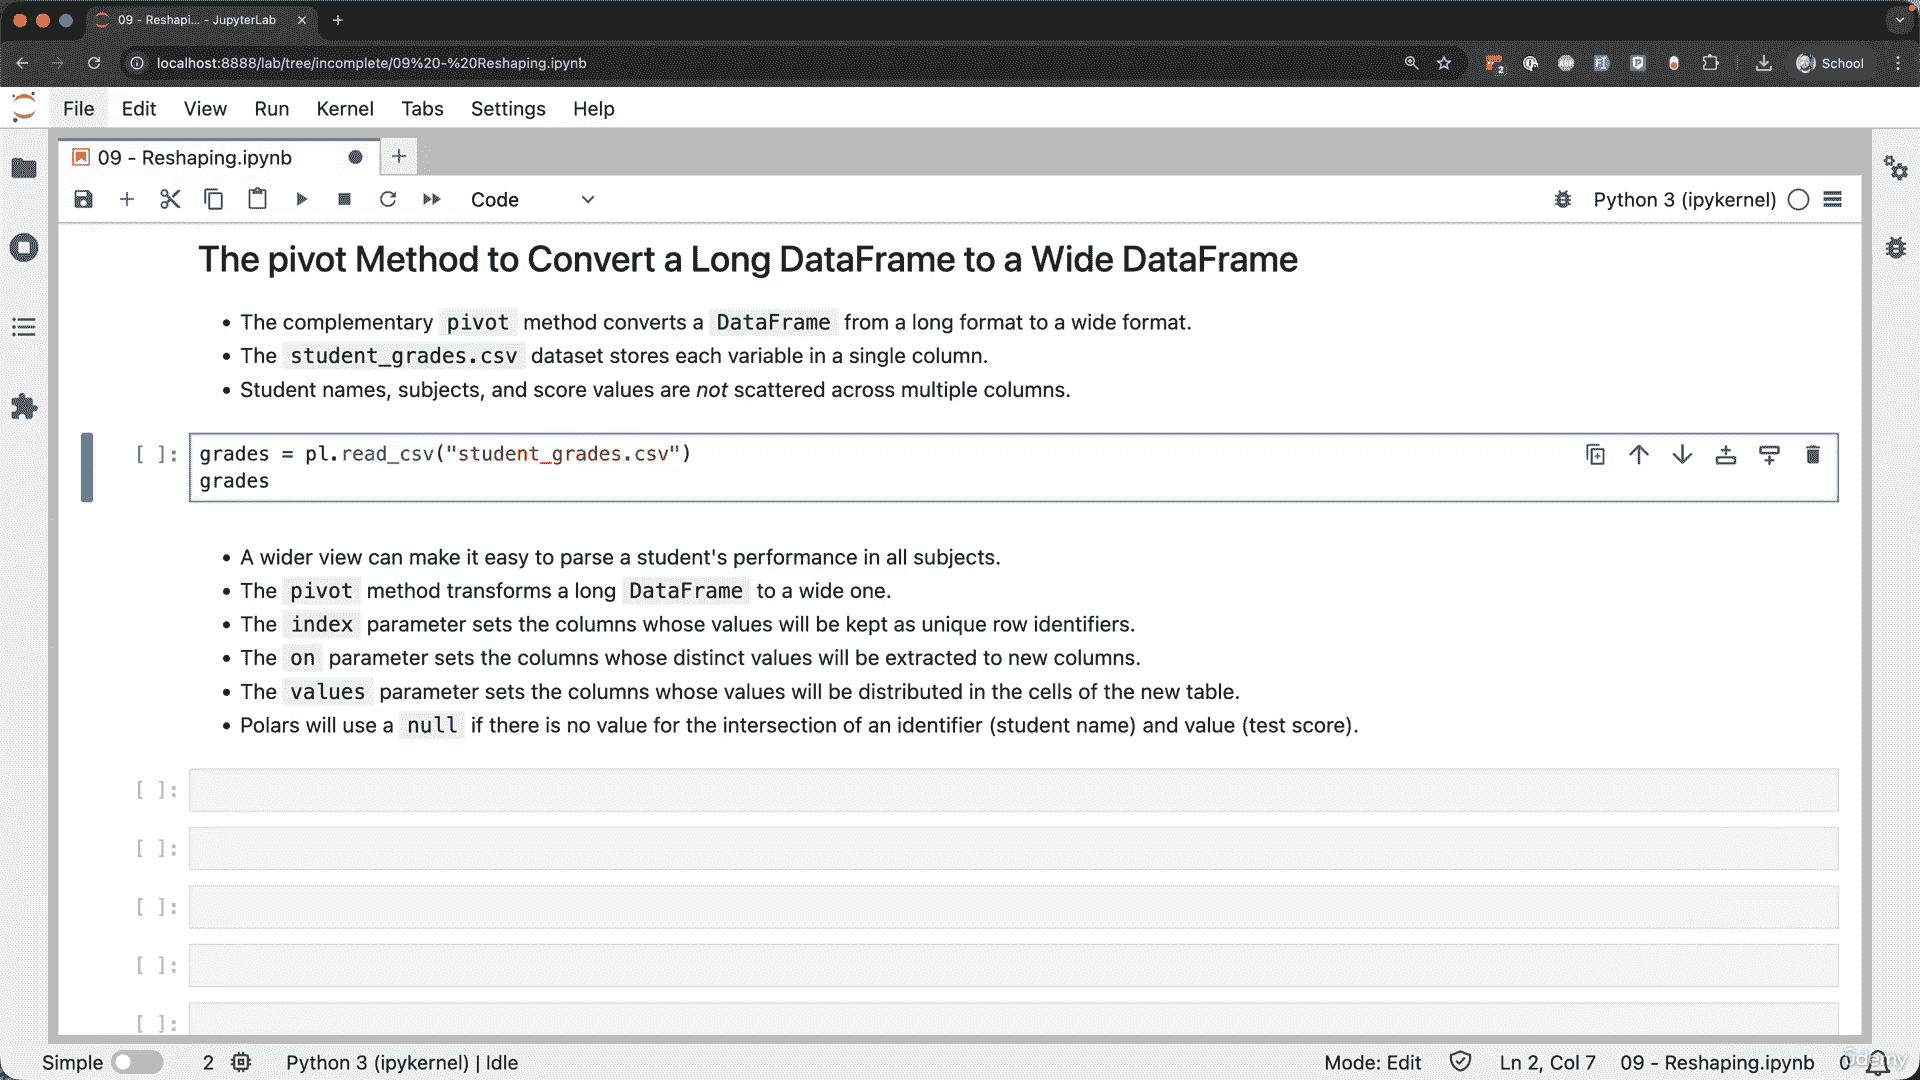 09 - Reshapi... - JupyterLab
localhost:8888/lab/tree/incomplete/09%20-%20Reshaping.ipynb
2
ABP
School
File Edit View Run Kernel Tabs Settings Help
09 - Reshaping.ipynb
Code
Python 3 (ipykernel)
The pivot Method to Convert a Long DataFrame to a Wide DataFrame
• The complementary pivot method converts a DataFrame from a long format to a wide format.
• The student_grades.csv dataset stores each variable in a single column.
• Student names, subjects, and score values are not scattered across multiple columns.
[ ]: grades = pl.read_csv("student_grades.csv")
grades
• A wider view can make it easy to parse a student's performance in all subjects.
• The pivot method transforms a long DataFrame to a wide one.
• The index parameter sets the columns whose values will be kept as unique row identifiers.
• The on parameter sets the columns whose distinct values will be extracted to new columns.
• The values parameter sets the columns whose values will be distributed in the cells of the new table.
• Polars will use a null if there is no value for the intersection of an identifier (student name) and value (test score).
[ ]:
[ ]:
[ ]:
[ ]:
[ ]:
Simple 2 Python 3 (ipykernel) | Idle Mode: Edit Ln 2, Col 7 09 - Reshaping.ipynb 0
Udemy